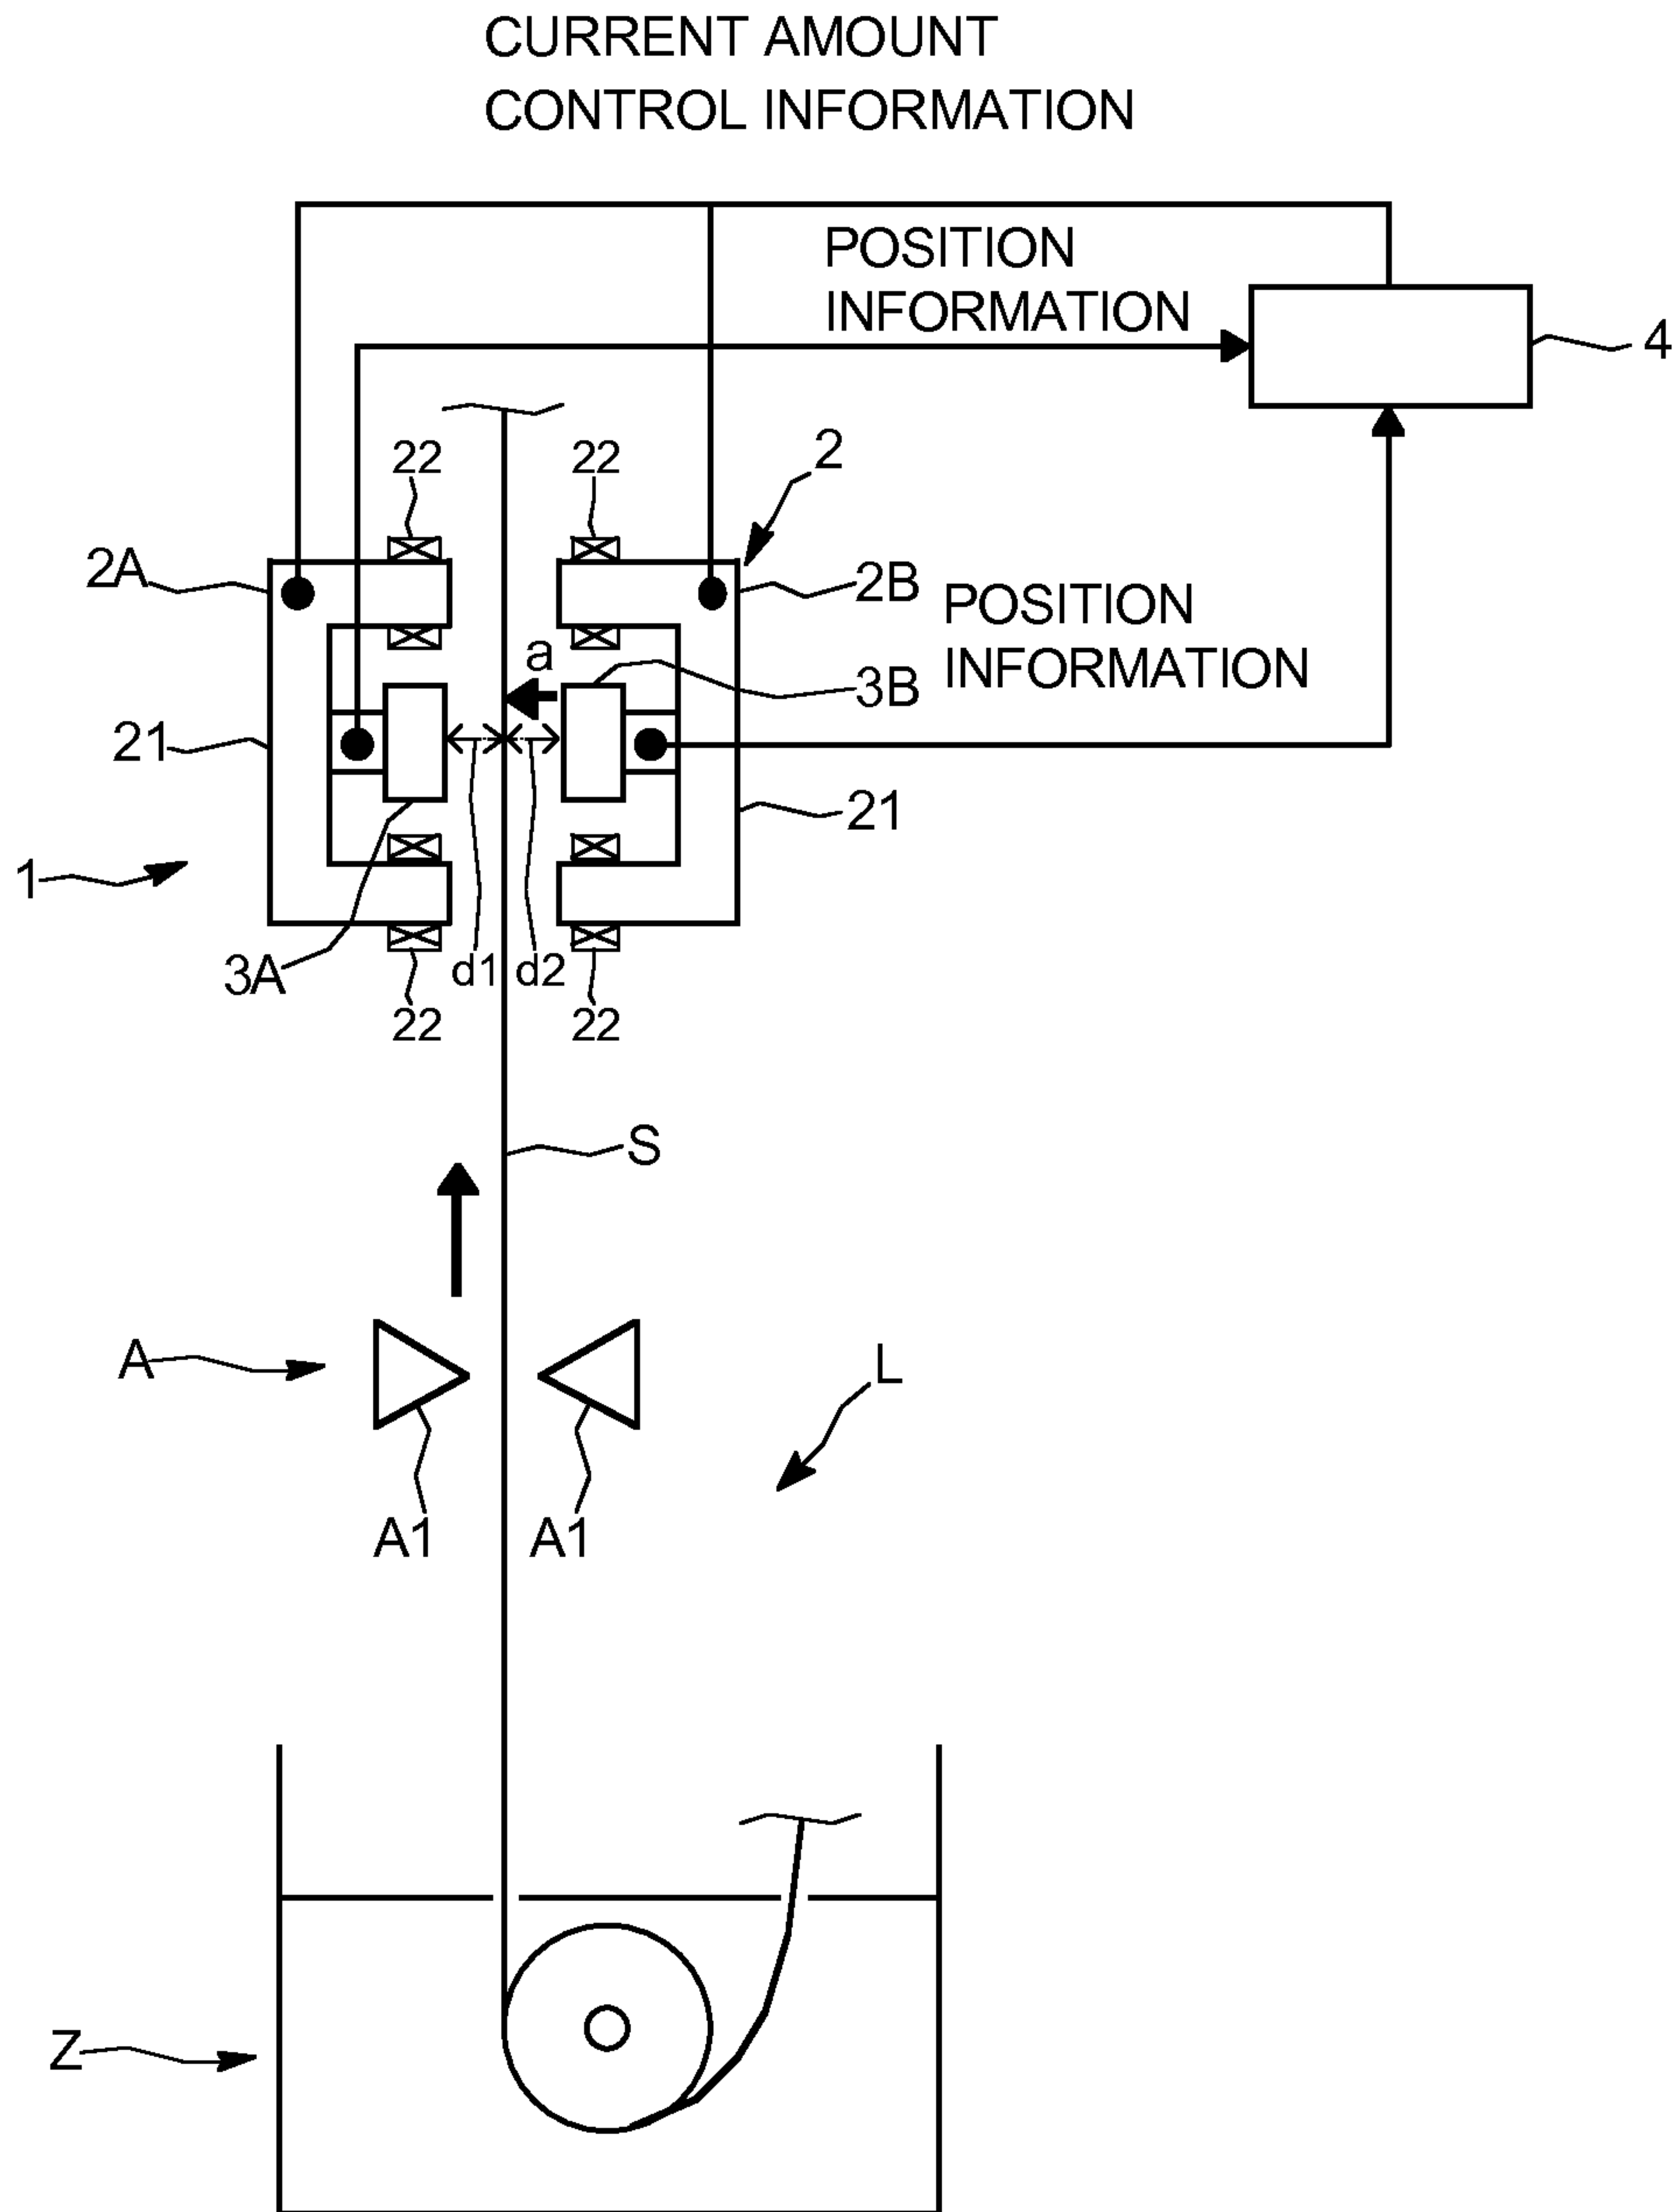 CURRENT AMOUNT
CONTROL INFORMATION
POSITION
INFORMATION
4
22
22
2
2A
2B
POSITION
INFORMATION
a
3B
21
21
1
3A
d1
d2
22
22
S
A
L
A1
A1
Z